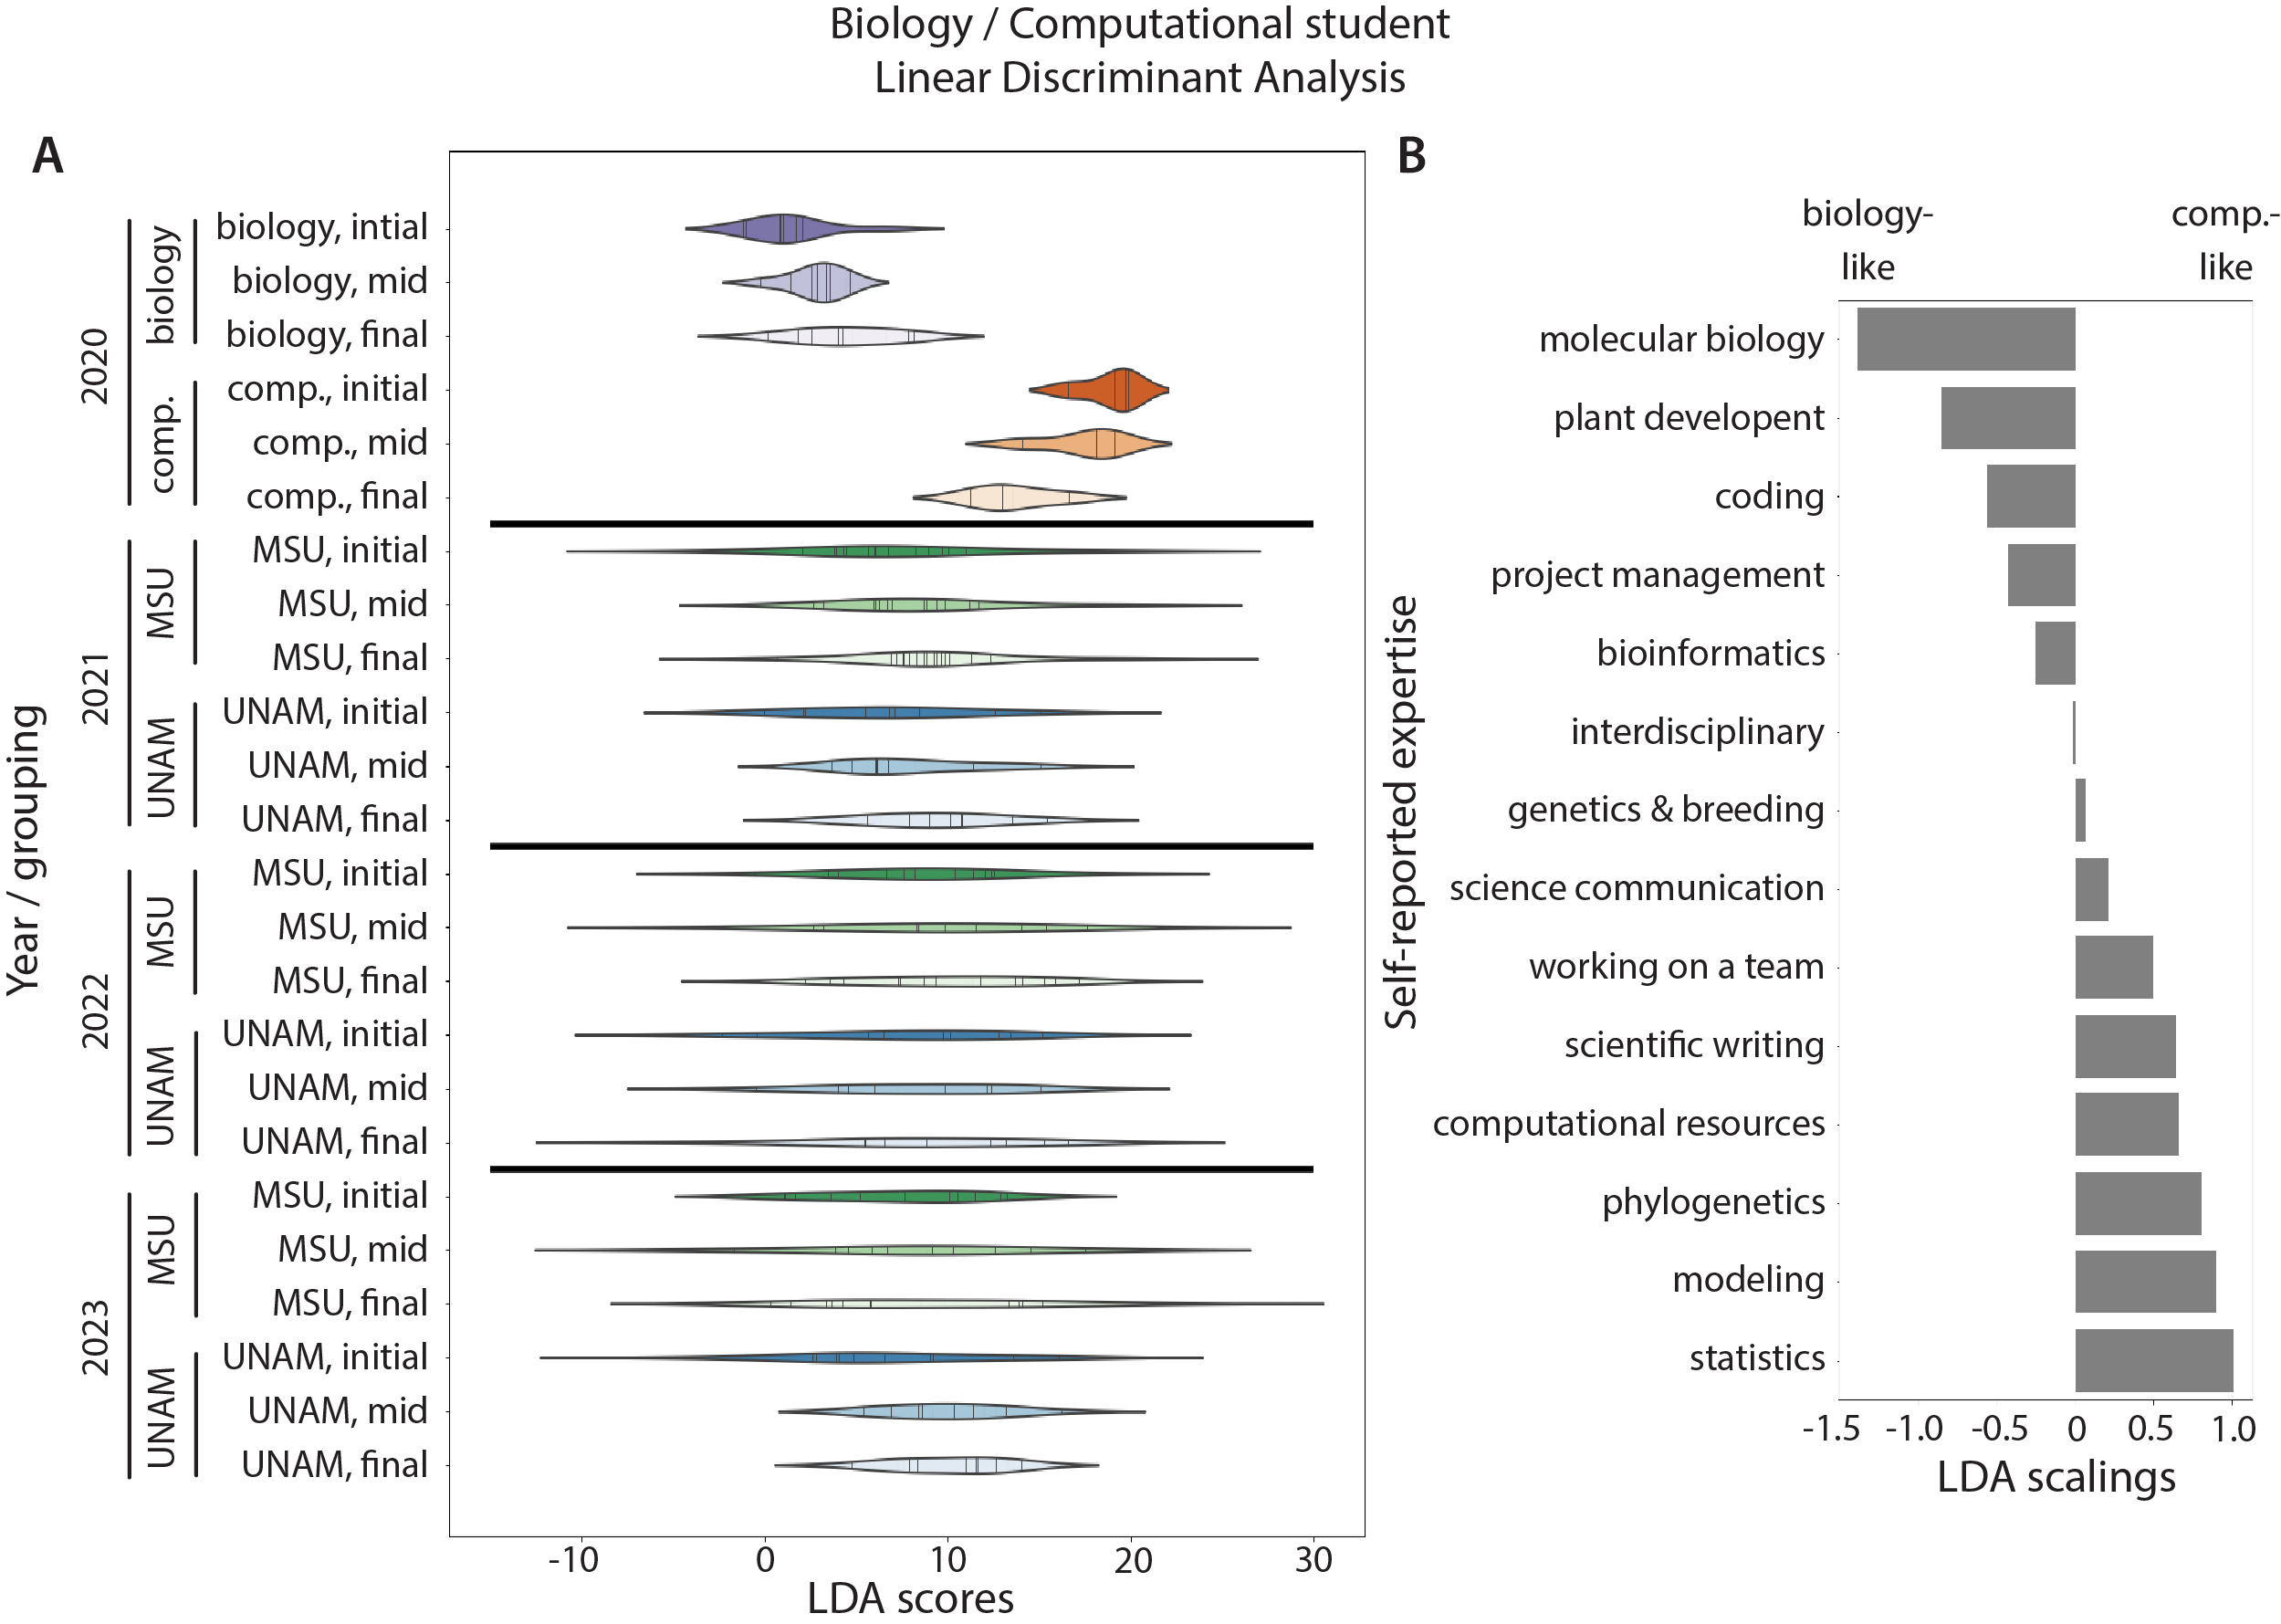 Biology / Computational student
Linear Discriminant Analysis
A
Year / grouping
2020
biology
biology, intial
biology, mid
biology, final
comp.
comp., initial
comp., mid
comp., final
2021
MSU
MSU, initial
MSU, mid
MSU, final
UNAM
UNAM, initial
UNAM, mid
UNAM, final
2022
MSU
MSU, initial
MSU, mid
MSU, final
UNAM
UNAM, initial
UNAM, mid
UNAM, final
2023
MSU
MSU, initial
MSU, mid
MSU, final
UNAM
UNAM, initial
UNAM, mid
UNAM, final
-10 0 10 20 30
LDA scores
B
biology-
like
comp.-
like
Self-reported expertise
molecular biology
plant developent
coding
project management
bioinformatics
interdisciplinary
genetics & breeding
science communication
working on a team
scientific writing
computational resources
phylogenetics
modeling
statistics
-1.5 -1.0 -0.5 0 0.5 1.0
LDA scalings